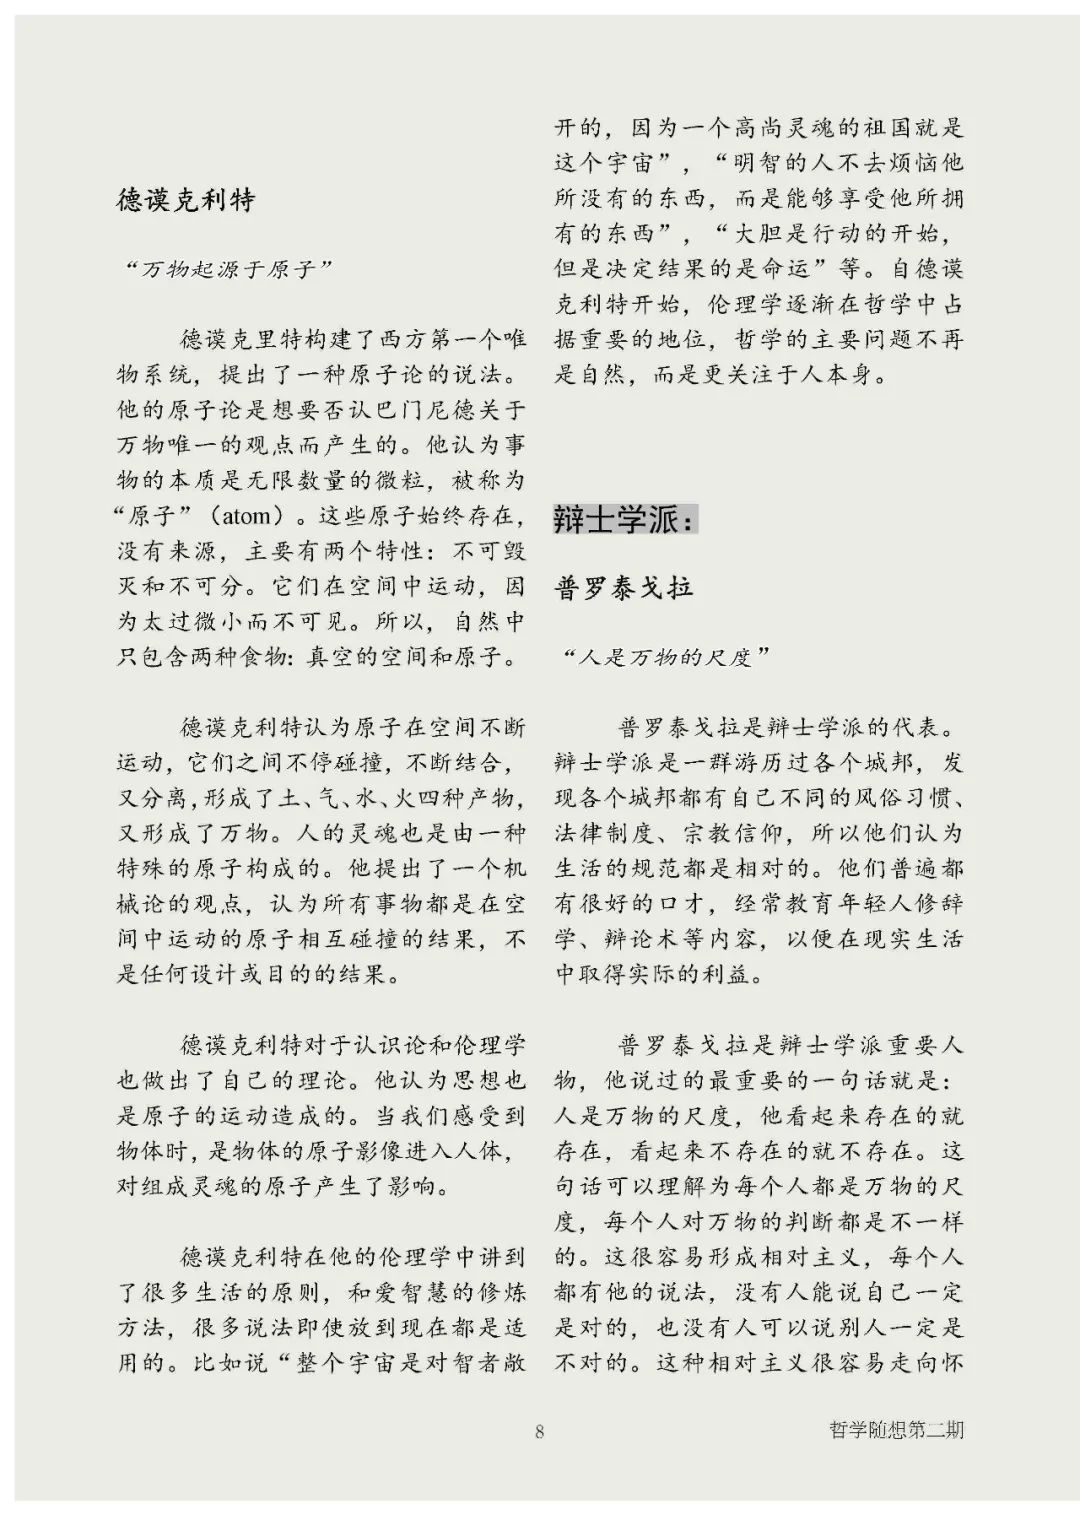 德谟克利特
“万物起源于原子”
德谟克里特构建了西方第一个唯
物系统，提出了一种原子论的说法。
他的原子论是想要否认巴门尼德关于
万物唯一的观点而产生的。他认为事
物的本质是无限数量的微粒，被称为
“原子”（atom）。这些原子始终存在，
没有来源，主要有两个特性：不可毁
灭和不可分。它们在空间中运动，因
为太过微小而不可见。所以，自然中
只包含两种食物：真空的空间和原子。
德谟克利特认为原子在空间不断
运动，它们之间不停碰撞，不断结合，
又分离，形成了土、气、水、火四种产物，
又形成了万物。人的灵魂也是由一种
特殊的原子构成的。他提出了一个机
械论的观点，认为所有事物都是在空
间中运动的原子相互碰撞的结果，不
是任何设计或目的的结果。
德谟克利特对于认识论和伦理学
也做出了自己的理论。他认为思想也
是原子的运动造成的。当我们感受到
物体时，是物体的原子影像进入人体，
对组成灵魂的原子产生了影响。
德谟克利特在他的伦理学中讲到
了很多生活的原则，和爱智慧的修炼
方法，很多说法即使放到现在都是适
用的。比如说“整个宇宙是对智者敞
开的，因为一个高尚灵魂的祖国就是
这个宇宙”，“明智的人不去烦恼他
所没有的东西，而是能够享受他所拥
有的东西”，“大胆是行动的开始，
但是决定结果的是命运”等。自德谟
克利特开始，伦理学逐渐在哲学中占
据重要的地位，哲学的主要问题不再
是自然，而是更关注于人本身。
辩士学派：
普罗泰戈拉
“人是万物的尺度”
普罗泰戈拉是辩士学派的代表。
辩士学派是一群游历过各个城邦，发
现各个城邦都有自己不同的风俗习惯、
法律制度、宗教信仰，所以他们认为
生活的规范都是相对的。他们普遍都
有很好的口才，经常教育年轻人修辞
学、辩论术等内容，以便在现实生活
中取得实际的利益。
普罗泰戈拉是辩士学派重要人
物，他说过的最重要的一句话就是：
人是万物的尺度，他看起来存在的就
存在，看起来不存在的就不存在。这
句话可以理解为每个人都是万物的尺
度，每个人对万物的判断都是不一样
的。这很容易形成相对主义，每个人
都有他的说法，没有人能说自己一定
是对的，也没有人可以说别人一定是
不对的。这种相对主义很容易走向怀
8
哲学随想第二期